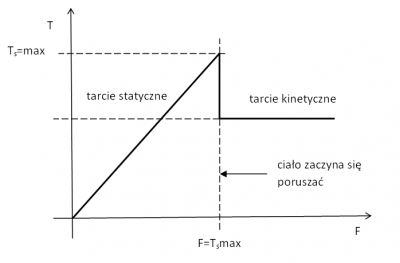 T
Ts=max
tarcie statyczne
tarcie kinetyczne
ciało zaczyna się
poruszać
F
F=Tsmax